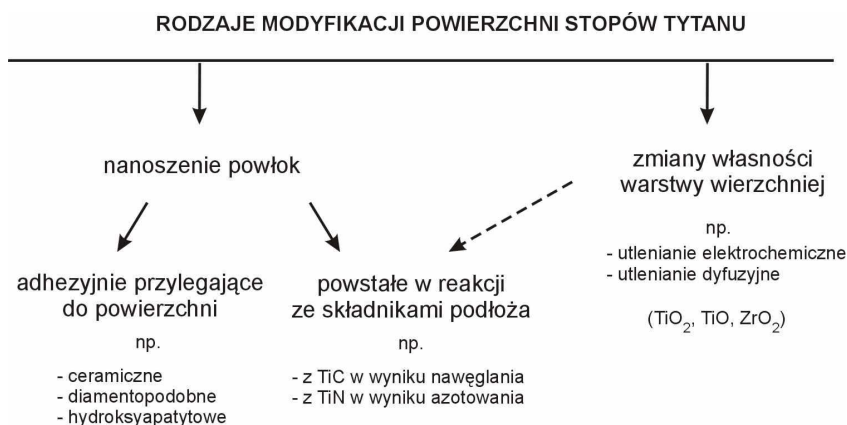 RODZAJE MODYFIKACJI POWIERZCHNI STOPÓW TYTANU
nanoszenie powłok
adhezyjnie przylegające
do powierzchni
np.
- ceramiczne
- diamentopodobne
- hydroksyapatytowe
powstałe w reakcji
ze składnikami podłoża
np.
- z TiC w wyniku nawęglania
- z TiN w wyniku azotowania
zmiany własności
warstwy wierzchniej
np.
- utlenianie elektrochemiczne
- utlenianie dyfuzyjne
(TiO₂, TiO, ZrO₂)